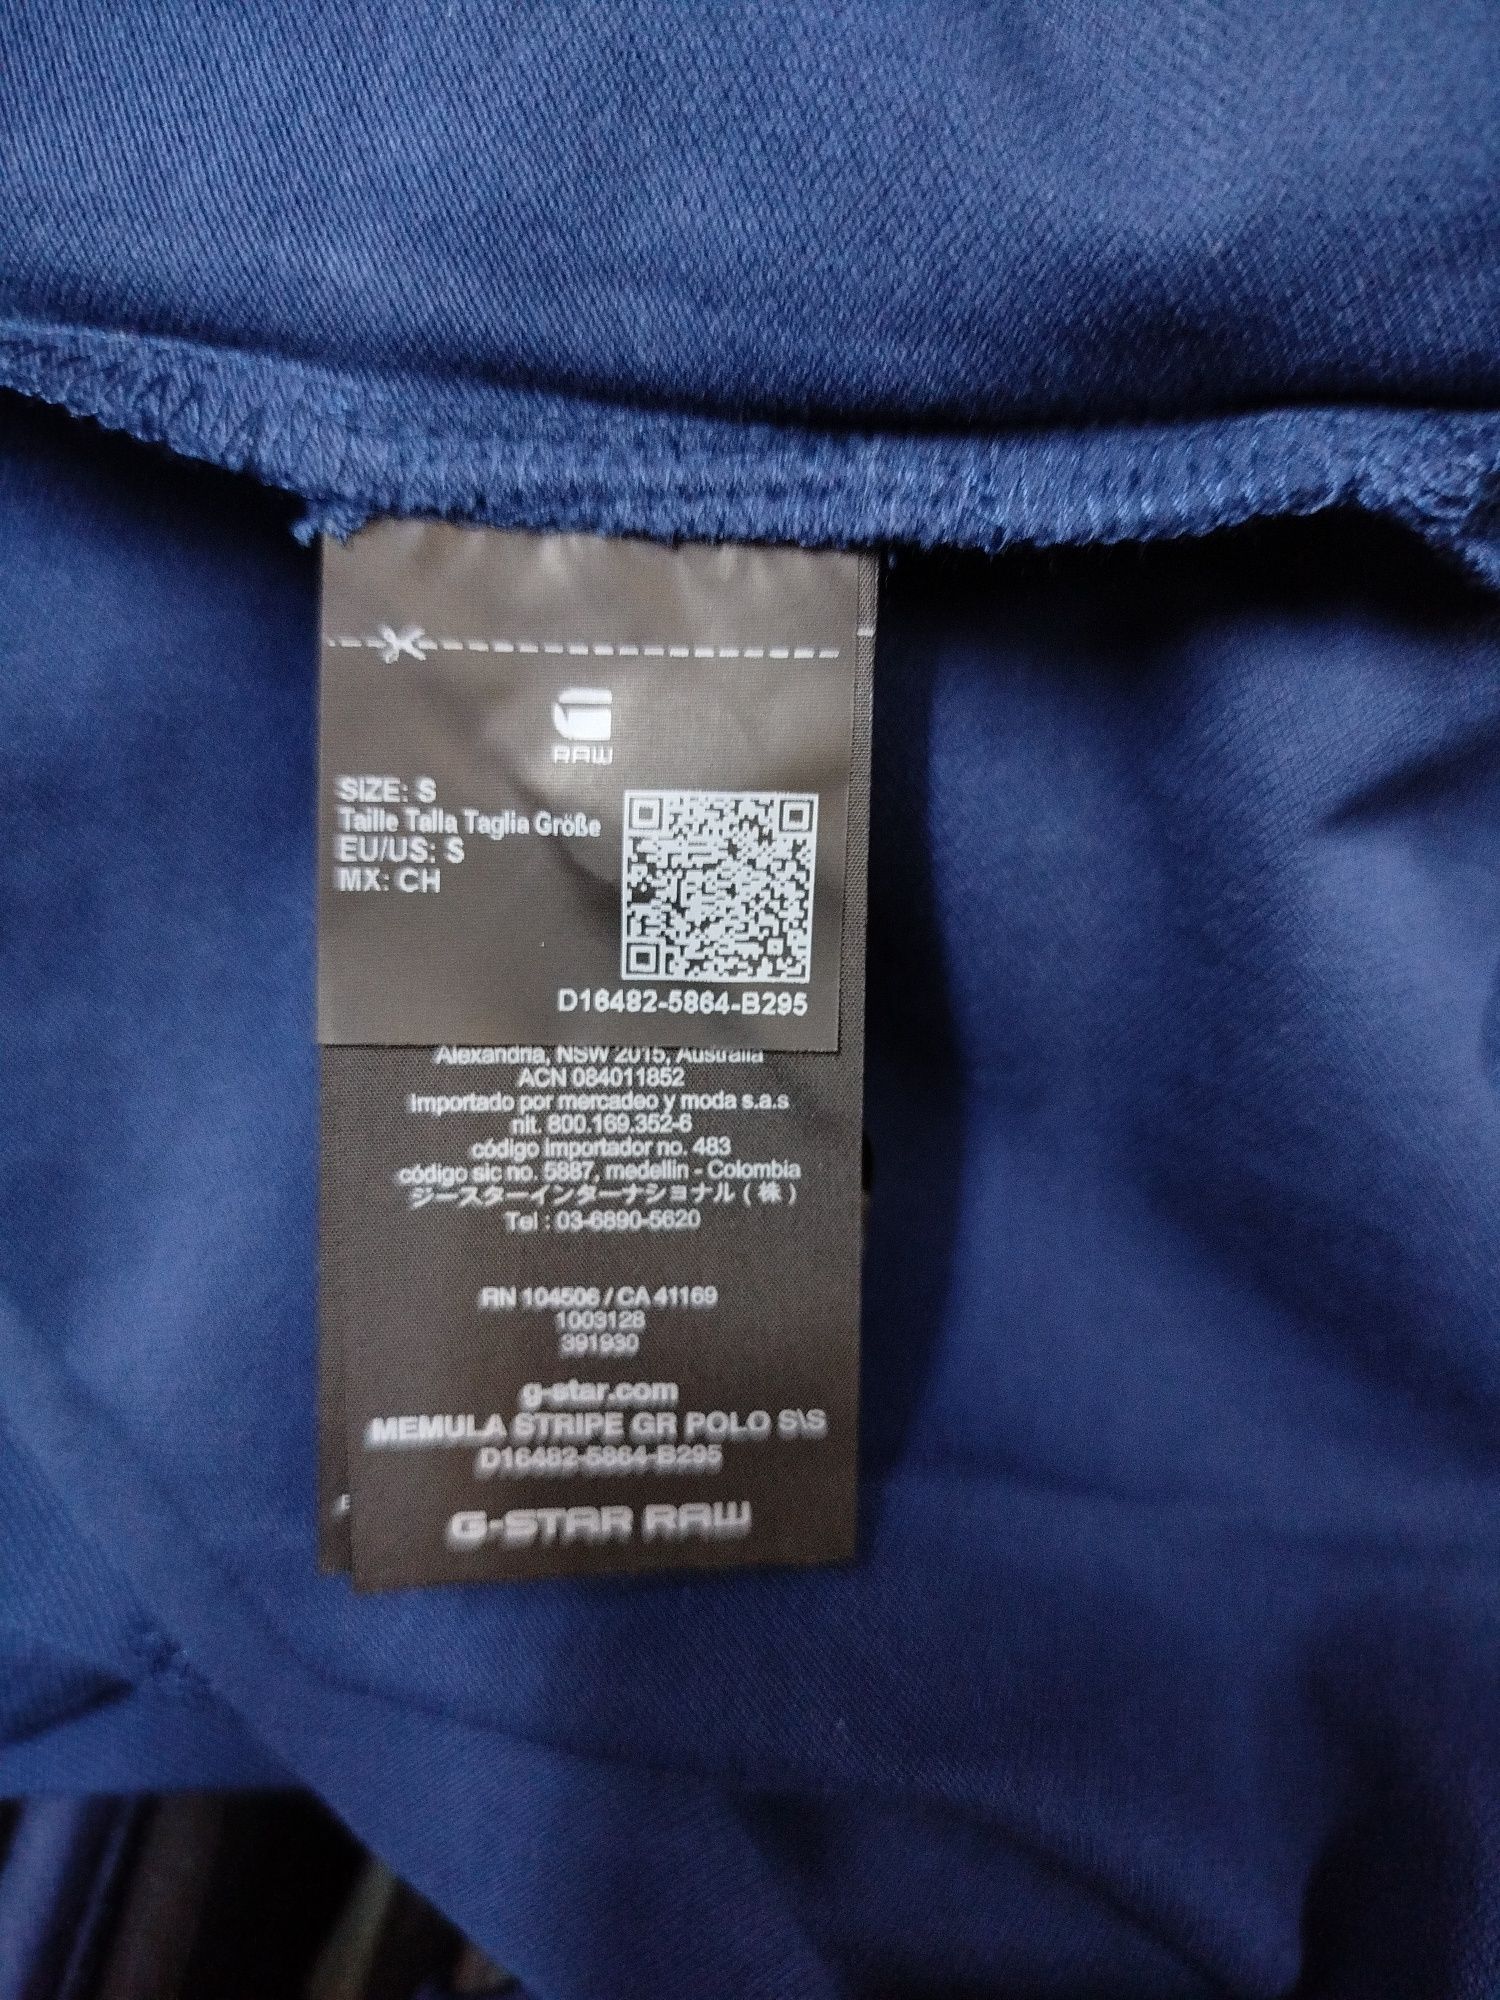 RAW
SIZE: S
Taille Talla Taglia Größe
EU/US: S
MX: CH
D16482-5864-B295
Alexandria, NSW 2015, Australia
ACN 084011852
Importado por mercadeo y moda s.a.s
nit. 800.169.352-6
código importador no. 483
código sic no. 5887, medellin - Colombia
ジースターインターナショナル(株)
Tel : 03-6890-5620
RN 104506 / CA 41169
1003128
391930
g-star.com
MEMULA STRIPE GR POLO S\S
D16482-5864-B295
G-STAR RAW